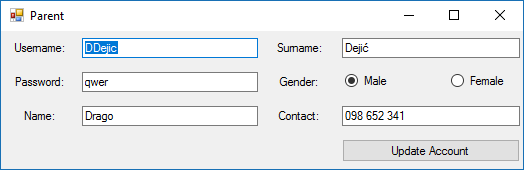 Parent
Username: DDejic Surname: Dejić
Password: qwer Gender: Male Female
Name: Drago Contact: 098 652 341
Update Account